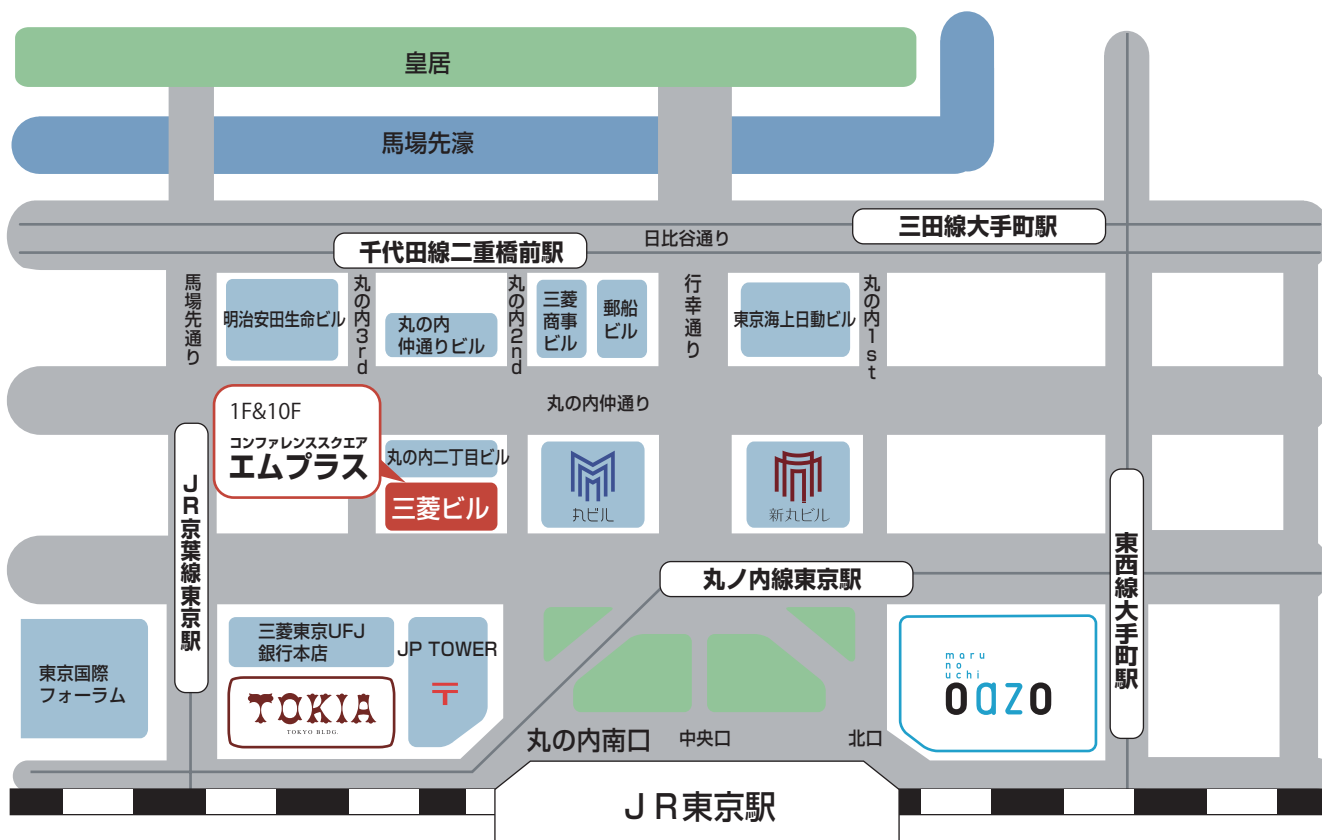 皇居
馬場先濠
三田線大手町駅
日比谷通り
千代田線二重橋前駅
馬場先通り
明治安田生命ビル
丸の内3rd
丸の内
仲通りビル
丸の内2nd
三菱
商事
ビル
郵船
ビル
行幸通り
東京海上日動ビル
丸の内1st
丸の内仲通り
1F&10F
コンファレンススクエア
エムプラス
丸の内二丁目ビル
三菱ビル
丸ビル
新丸ビル
JR京葉線東京駅
丸ノ内線東京駅
東西線大手町駅
東京国際
フォーラム
三菱東京UFJ
銀行本店
JP TOWER
〒
TOKIA
TOKYO BLDG.
maru
no
uchi
oazo
丸の内南口
中央口
北口
JR東京駅